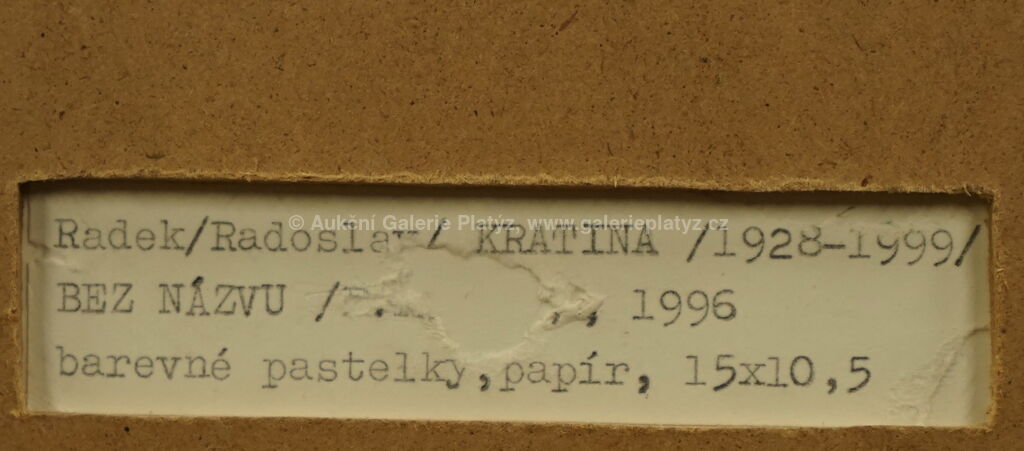 © Aukční Galerie Platýz, www.galerieplatyz.cz
Radek/Radoslav/ KRATINA /1928-1999/
BEZ NÁZVU 1996
barevné pastelky,papír, 15x10,5